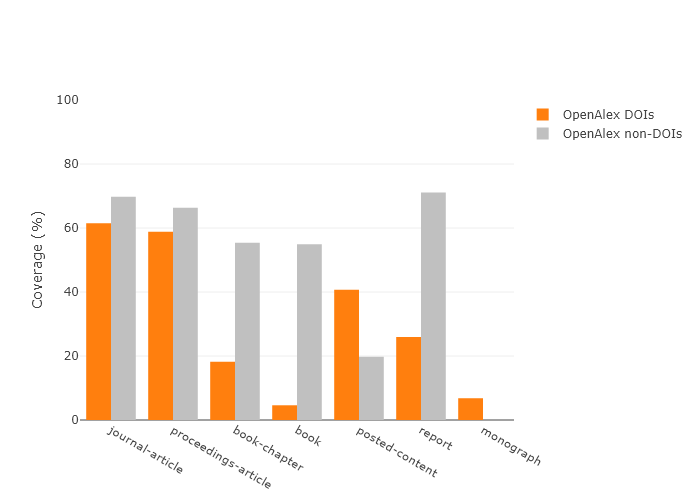 100
80
60
40
20
0
Coverage (%)
journal-article
proceedings-article
book-chapter
book
posted-content
report
monograph
OpenAlex DOIs
OpenAlex non-DOIs